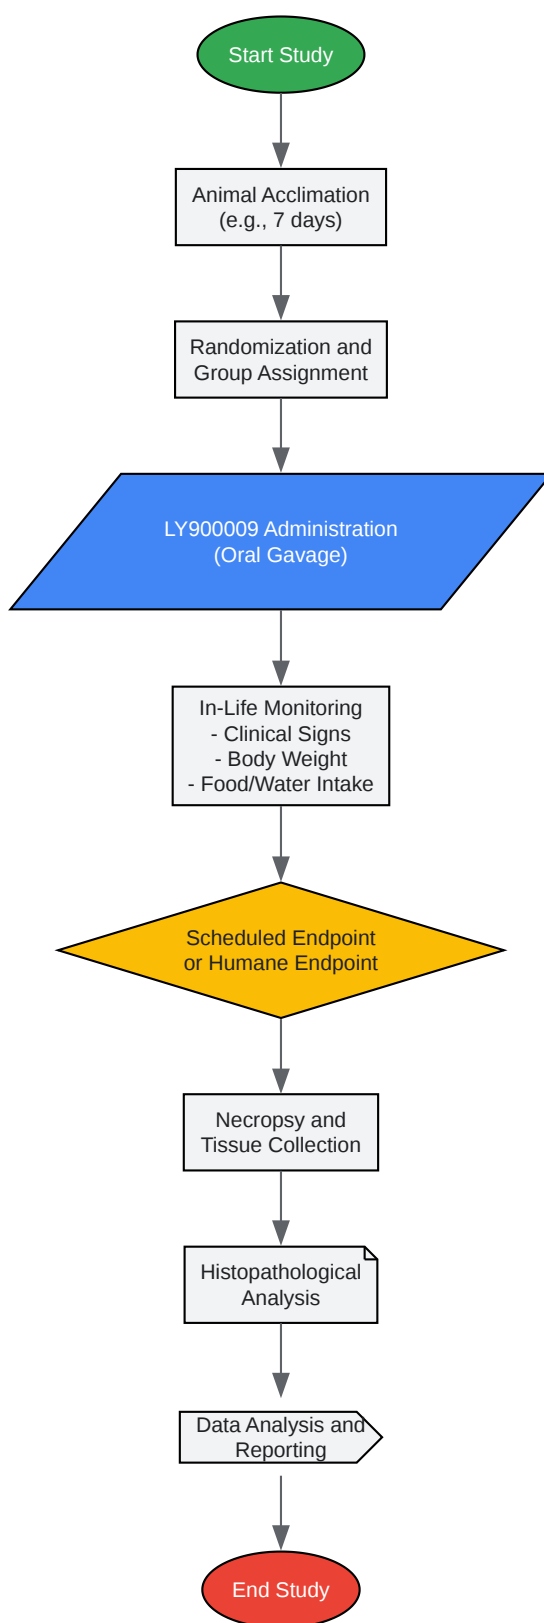 Start Study
Animal Acclimation
(e.g., 7 days)
Randomization and
Group Assignment
LY900009 Administration
(Oral Gavage)
In-Life Monitoring
- Clinical Signs
- Body Weight
- Food/Water Intake
Scheduled Endpoint
or Humane Endpoint
Necropsy and
Tissue Collection
Histopathological
Analysis
Data Analysis and
Reporting
End Study